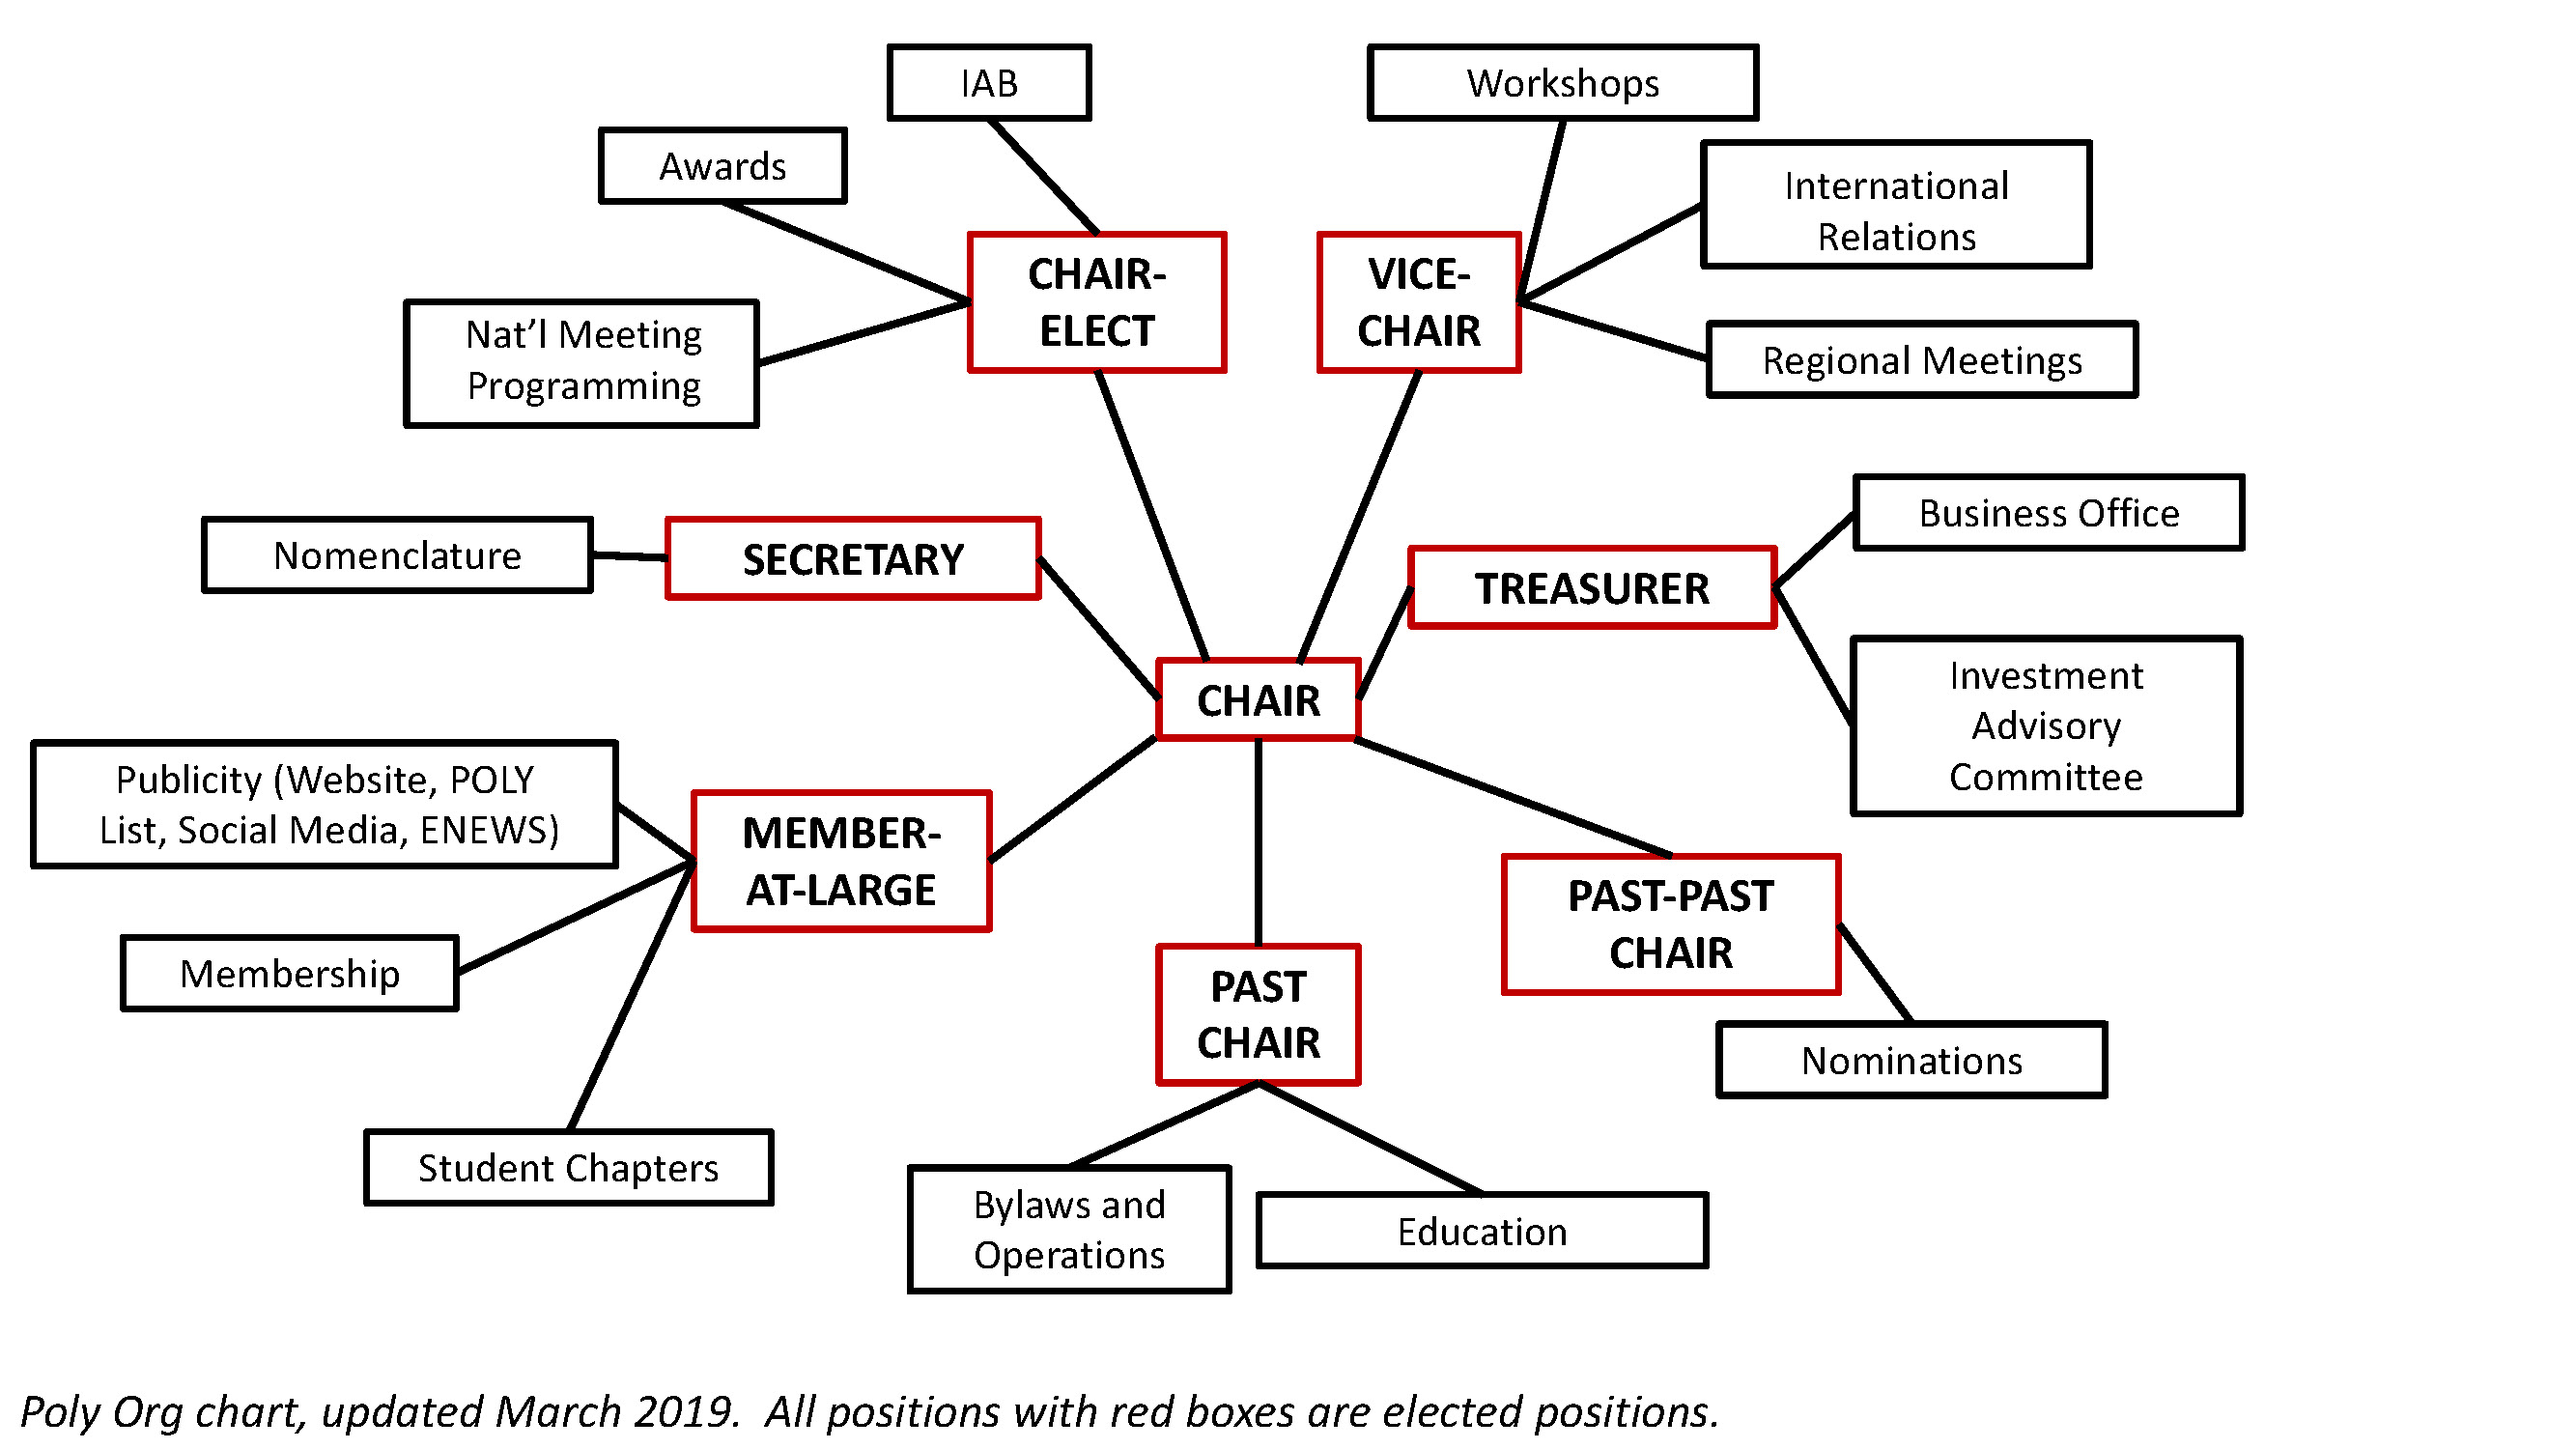 IAB
Workshops
Awards
International
Relations
CHAIR-
ELECT
VICE-
CHAIR
Nat’l Meeting
Programming
Regional Meetings
Business Office
Nomenclature
SECRETARY
TREASURER
Investment
Advisory
Committee
CHAIR
Publicity (Website, POLY
List, Social Media, ENEWS)
MEMBER-
AT-LARGE
PAST-PAST
CHAIR
Membership
PAST
CHAIR
Nominations
Student Chapters
Bylaws and
Operations
Education
Poly Org chart, updated March 2019.  All positions with red boxes are elected positions.